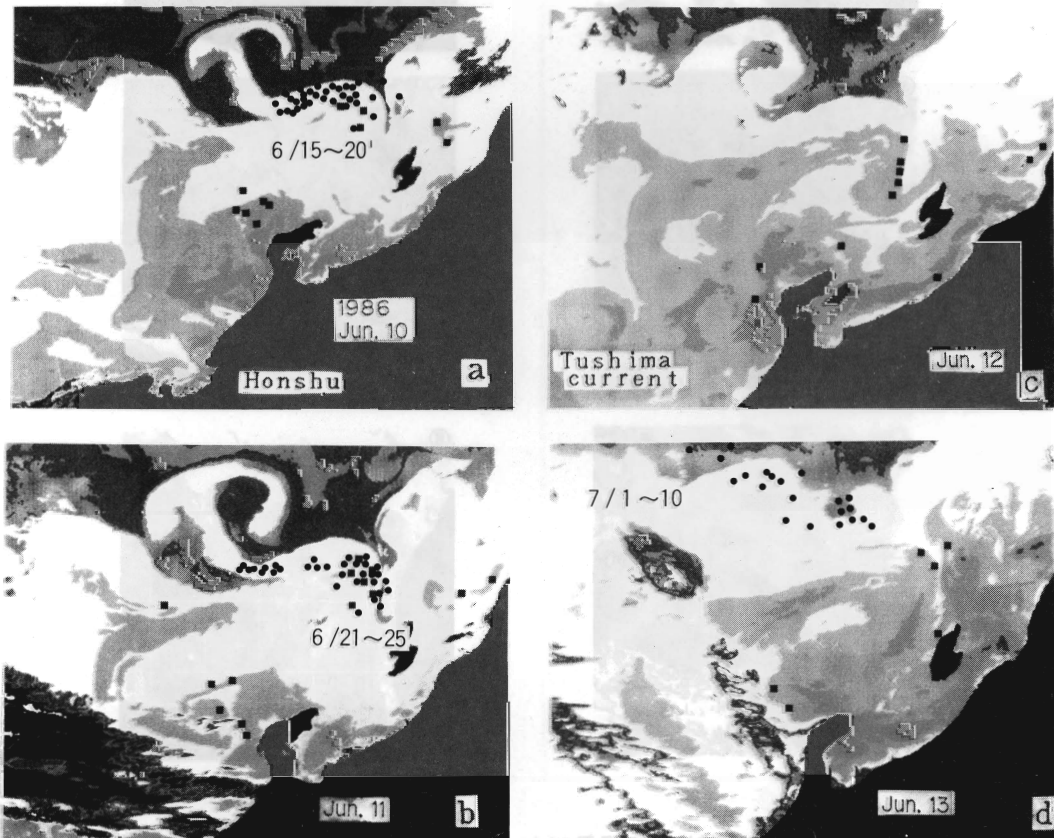 6/15~20
1986
Jun. 10
Honshu
a
Tushima
current
Jun. 12
c
6/21~25
Jun. 11
b
7/1~10
Jun. 13
d